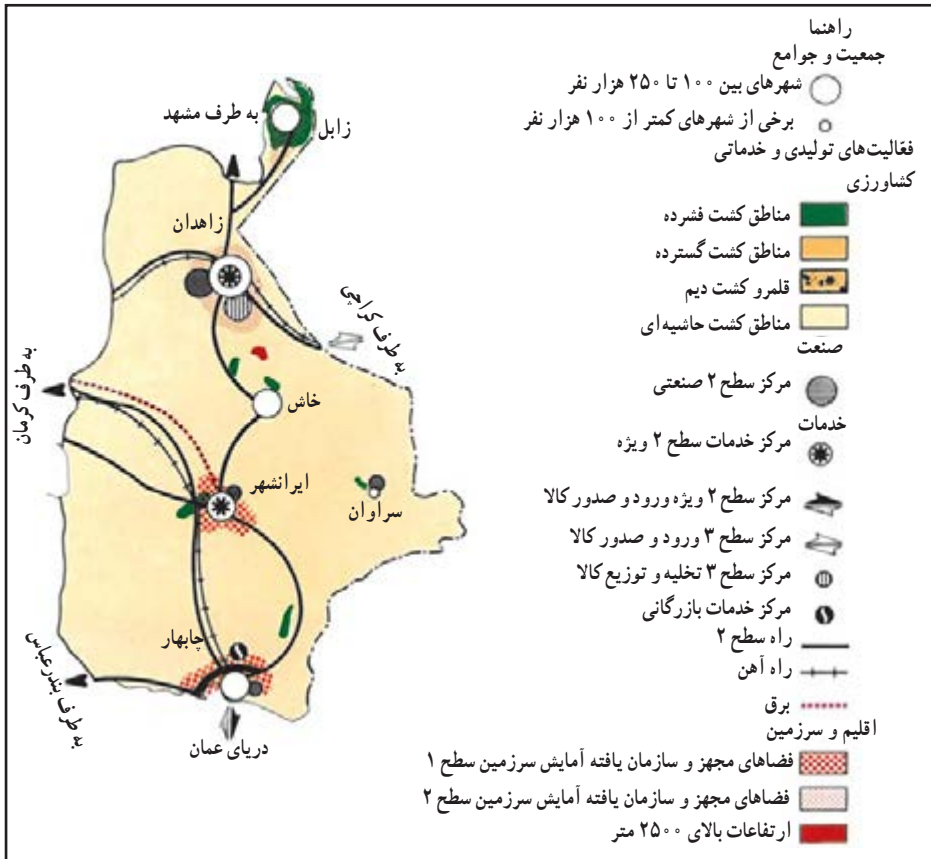 راهنما
جمعیت و جوامع
شهرهای بین ۱۰۰ تا ۲۵۰ هزار نفر
برخی از شهرهای کمتر از ۱۰۰ هزار نفر
فعّالیت‌های تولیدی و خدماتی
کشاورزی
مناطق کشت فشرده
مناطق کشت گسترده
قلمرو کشت دیم
مناطق کشت حاشیه‌ای
صنعت
مرکز سطح ۲ صنعتی
خدمات
مرکز خدمات سطح ۲ ویژه
مرکز سطح ۲ ویژه ورود و صدور کالا
مرکز سطح ۳ ورود و صدور کالا
مرکز سطح ۳ تخلیه و توزیع کالا
مرکز خدمات بازرگانی
راه سطح ۲
راه آهن
برق
اقلیم و سرزمین
فضاهای مجهز و سازمان یافته آمایش سرزمین سطح ۱
فضاهای مجهز و سازمان یافته آمایش سرزمین سطح ۲
ارتفاعات بالای ۲۵۰۰ متر
به طرف مشهد
زابل
زاهدان
به طرف کراچی
به طرف کرمان
خاش
ایرانشهر
سراوان
چابهار
به طرف بندرعباس
دریای عمان